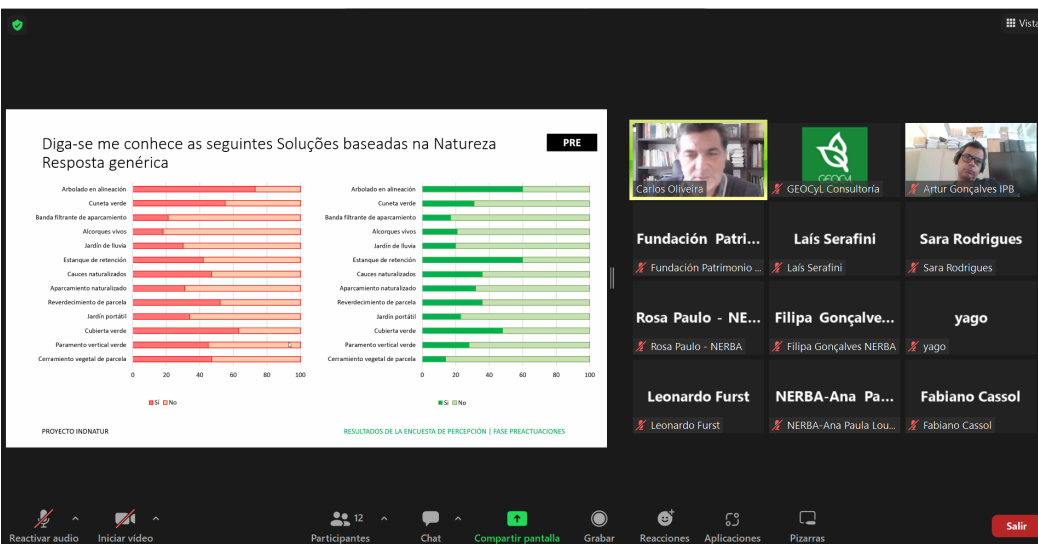 Vista
Diga-se me conhece as seguintes Soluções baseadas na Natureza
Resposta genérica
PRE
Arbolado en alineación
Cuneta verde
Banda filtrante de aparcamiento
Alcorques vivos
Jardín de lluvia
Estanque de retención
Cauces naturalizados
Aparcamiento naturalizado
Reverdecimiento de parcela
Jardín portátil
Cubierta verde
Paramento vertical verde
Cerramiento vegetal de parcela
0 20 40 60 80 100
Sí No
Arbolado en alineación
Cuneta verde
Banda filtrante de aparcamiento
Alcorques vivos
Jardín de lluvia
Estanque de retención
Cauces naturalizados
Aparcamiento naturalizado
Reverdecimiento de parcela
Jardín portátil
Cubierta verde
Paramento vertical verde
Cerramiento vegetal de parcela
0 20 40 60 80 100
Sí No
PROYECTO INDNATUR
RESULTADOS DE LA ENCUESTA DE PERCEPCIÓN | FASE PREACTUACIONES
Carlos Oliveira
GEOCyL
GEOCyL Consultoría
Artur Gonçalves IPB
Fundación Patri...
Fundación Patrimonio ...
Laís Serafini
Laís Serafini
Sara Rodrigues
Sara Rodrigues
Rosa Paulo - NE...
Rosa Paulo - NERBA
Filipa Gonçalve...
Filipa Gonçalves NERBA
yago
yago
Leonardo Furst
Leonardo Furst
NERBA-Ana Pa...
NERBA-Ana Paula Lou...
Fabiano Cassol
Fabiano Cassol
Reactivar audio
Iniciar video
12
Participantes
Chat
Compartir pantalla
Grabar
Reacciones
Aplicaciones
Pizarras
Salir